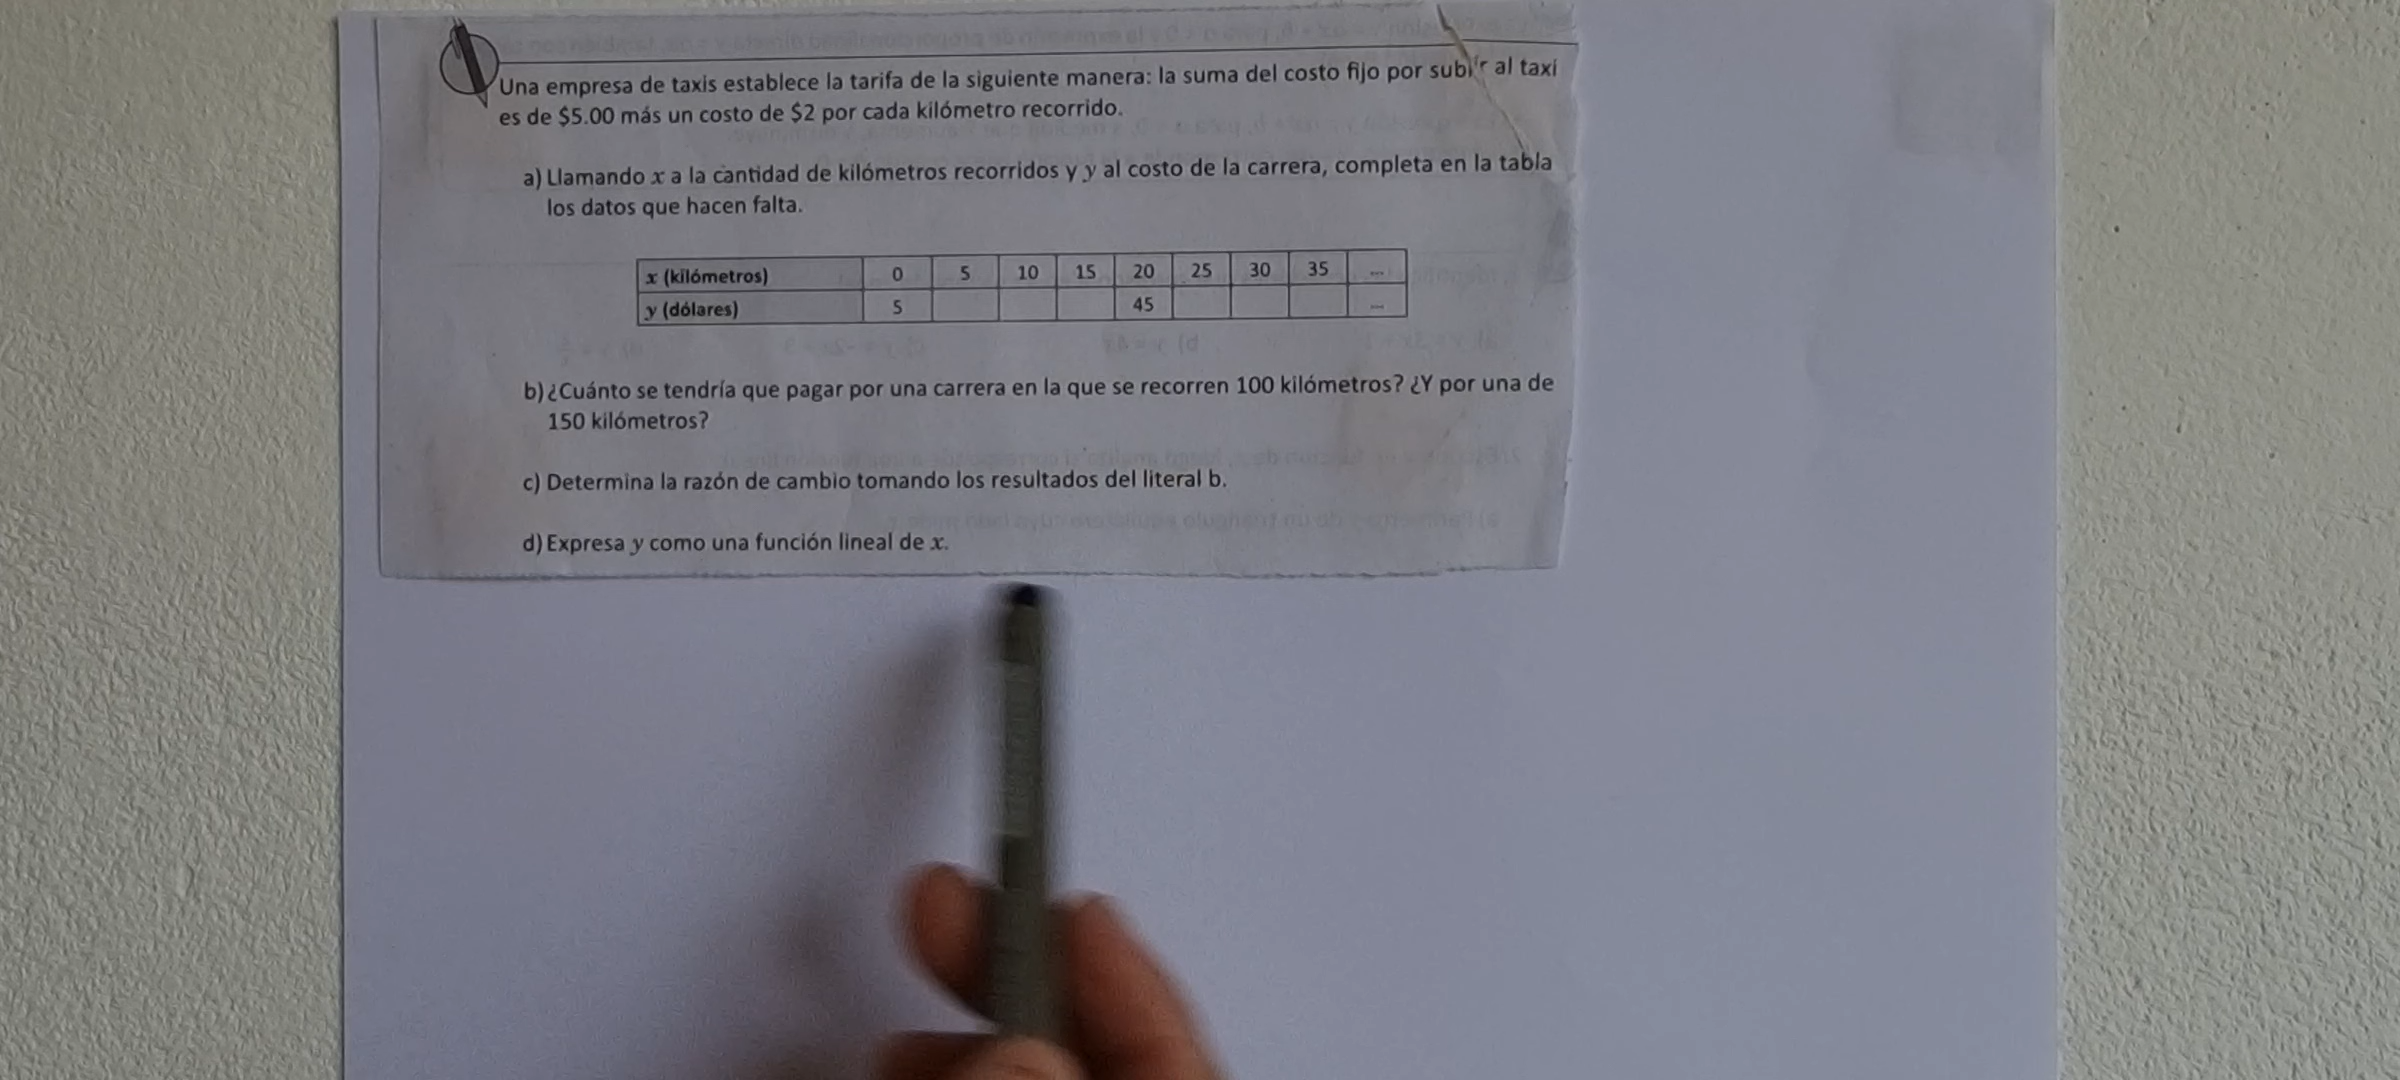 Una empresa de taxis establece la tarifa de la siguiente manera: la suma del costo fijo por subir al taxi
es de $5.00 más un costo de $2 por cada kilómetro recorrido.
a) Llamando x a la cantidad de kilómetros recorridos y y al costo de la carrera, completa en la tabla
los datos que hacen falta.
x (kilómetros) 0 5 10 15 20 25 30 35 ...
y (dólares) 5 45 ...
b) ¿Cuánto se tendría que pagar por una carrera en la que se recorren 100 kilómetros? ¿Y por una de
150 kilómetros?
c) Determina la razón de cambio tomando los resultados del literal b.
d) Expresa y como una función lineal de x.